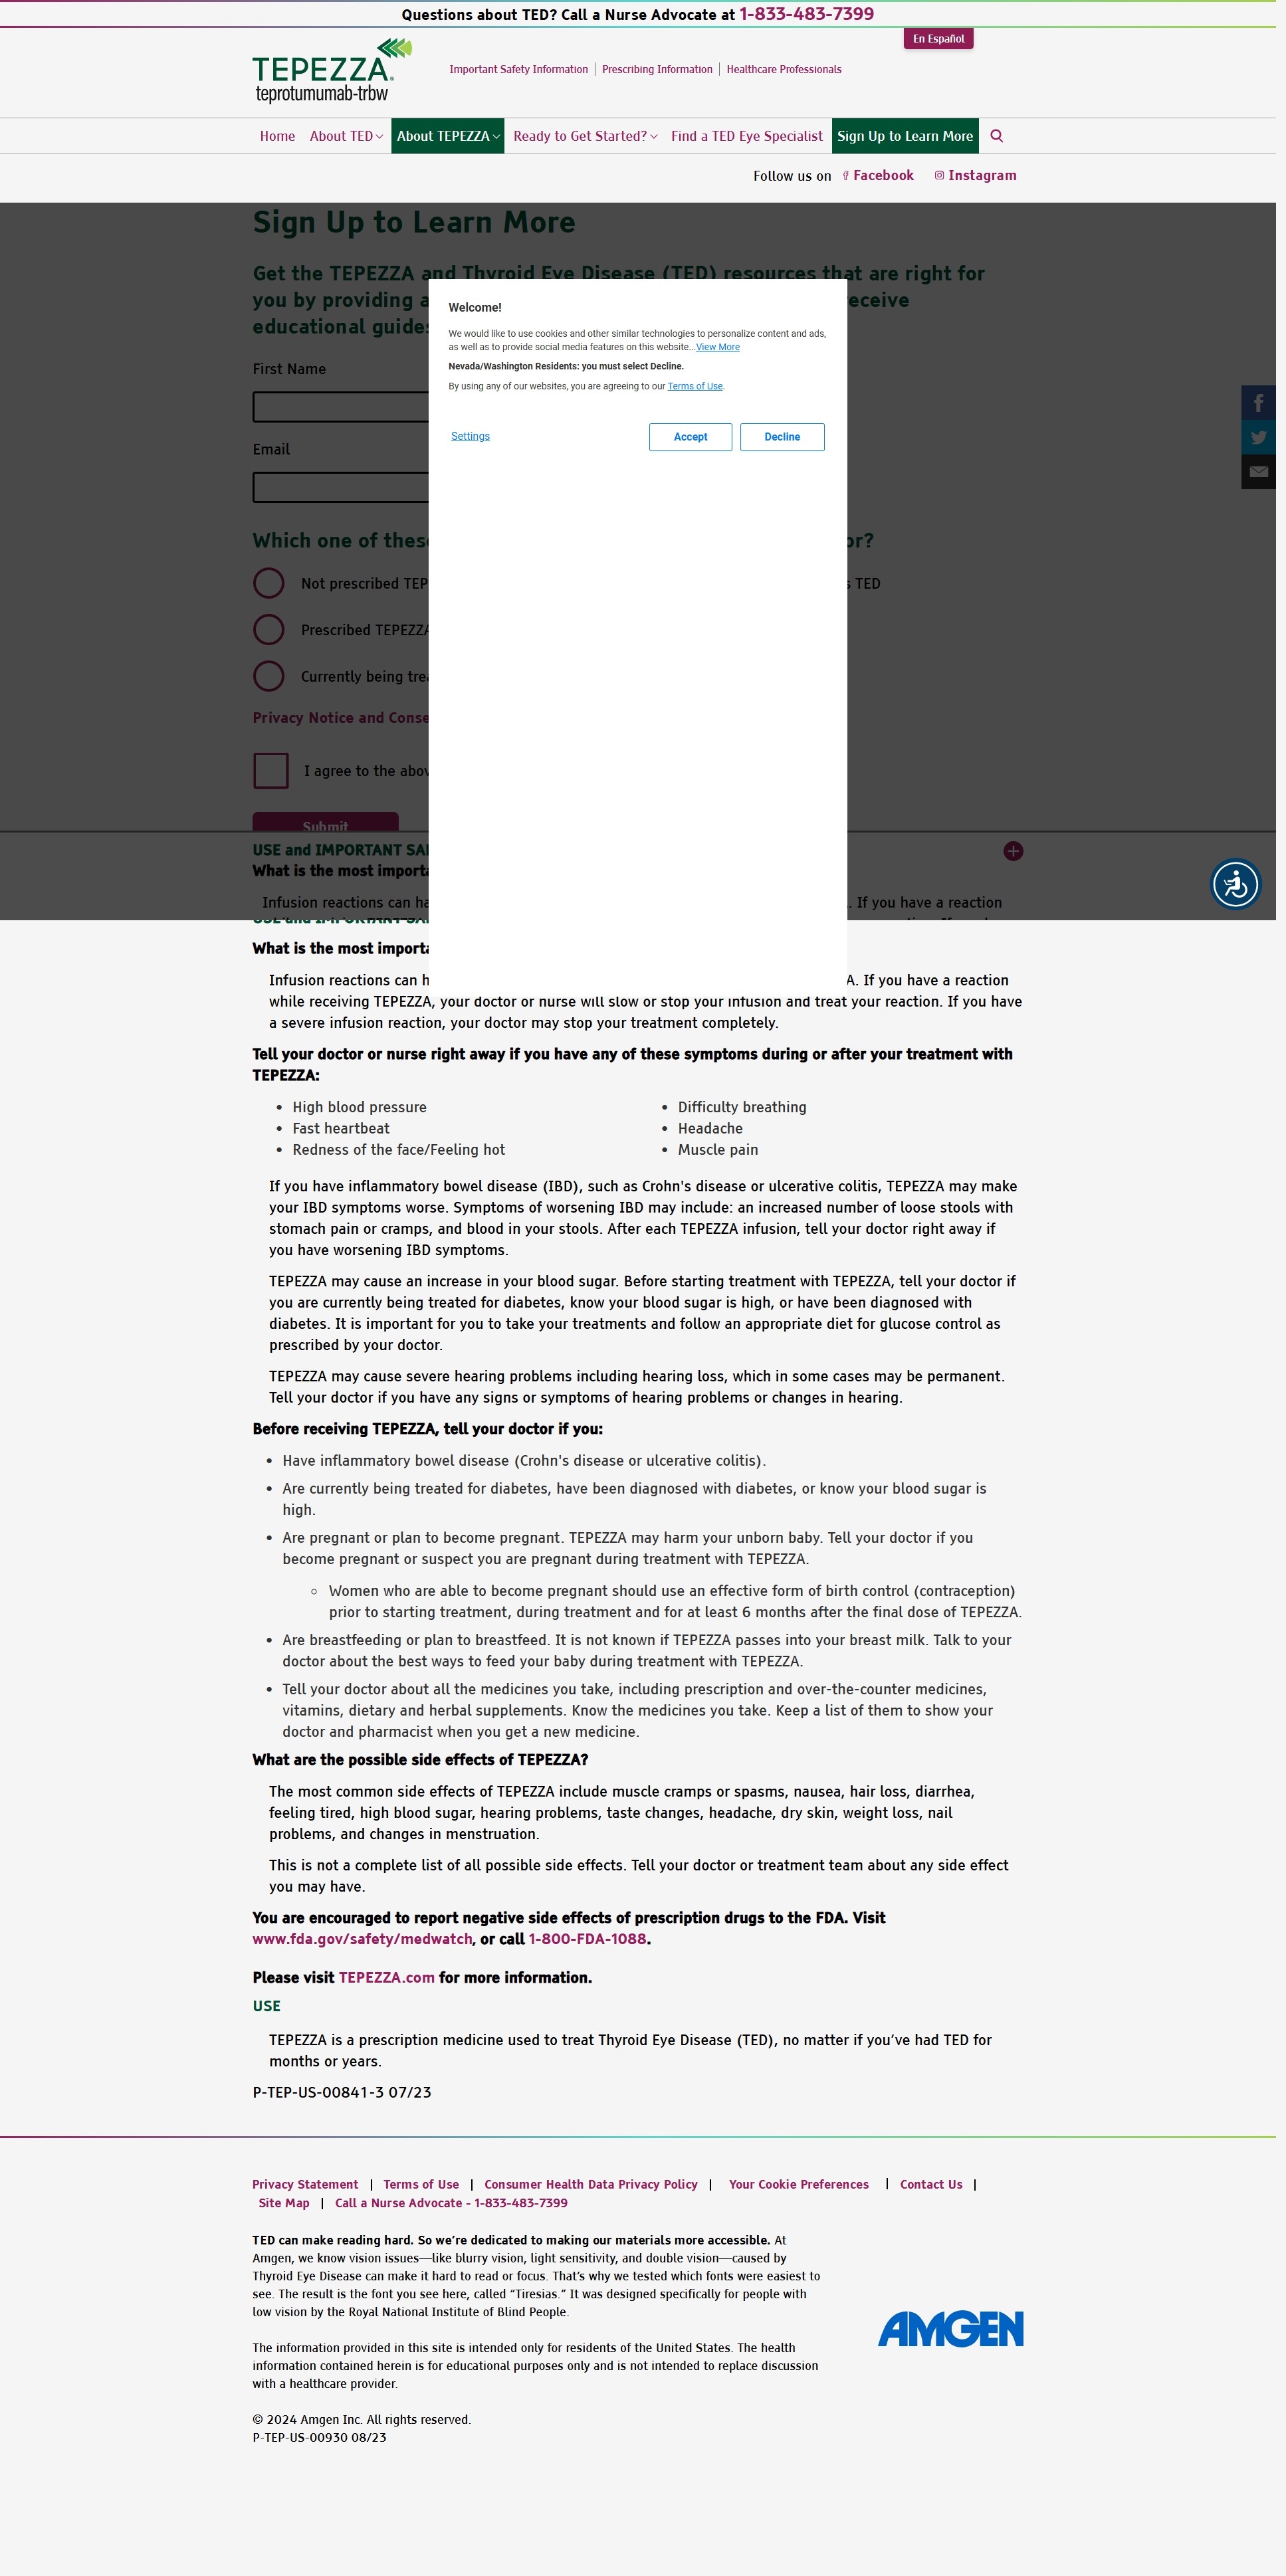 Questions about TED? Call a Nurse Advocate at 1-833-483-7399
En Español
TEPEZZA®
teprotumumab-trbw
Important Safety Information
Prescribing Information
Healthcare Professionals
Home
About TED
About TEPEZZA
Ready to Get Started?
Find a TED Eye Specialist
Sign Up to Learn More
Follow us on
Facebook
Instagram
Sign Up to Learn More
Get the TEPEZZA and Thyroid Eye Disease (TED) resources that are right for
you by providing
receive
educational guides
First Name
Email
Which one of these
Not prescribed
TED
Prescribed TEPEZZA
Currently being
Privacy Notice and
I agree to the
Submit
Welcome!
We would like to use cookies and other similar technologies to personalize content and ads,
as well as to provide social media features on this website...View More
Nevada/Washington Residents: you must select Decline.
By using any of our websites, you are agreeing to our Terms of Use.
Settings
Accept
Decline
USE and IMPORTANT
What is the most
Infusion reactions can
. If you have a reaction
What is the most
Infusion reactions can
A. If you have a reaction
while receiving TEPEZZA, your doctor or nurse will slow or stop your infusion and treat your reaction. If you have
a severe infusion reaction, your doctor may stop your treatment completely.
Tell your doctor or nurse right away if you have any of these symptoms during or after your treatment with
TEPEZZA:
• High blood pressure
• Fast heartbeat
• Redness of the face/Feeling hot
• Difficulty breathing
• Headache
• Muscle pain
If you have inflammatory bowel disease (IBD), such as Crohn's disease or ulcerative colitis, TEPEZZA may make
your IBD symptoms worse. Symptoms of worsening IBD may include: an increased number of loose stools with
stomach pain or cramps, and blood in your stools. After each TEPEZZA infusion, tell your doctor right away if
you have worsening IBD symptoms.
TEPEZZA may cause an increase in your blood sugar. Before starting treatment with TEPEZZA, tell your doctor if
you are currently being treated for diabetes, know your blood sugar is high, or have been diagnosed with
diabetes. It is important for you to take your treatments and follow an appropriate diet for glucose control as
prescribed by your doctor.
TEPEZZA may cause severe hearing problems including hearing loss, which in some cases may be permanent.
Tell your doctor if you have any signs or symptoms of hearing problems or changes in hearing.
Before receiving TEPEZZA, tell your doctor if you:
• Have inflammatory bowel disease (Crohn's disease or ulcerative colitis).
• Are currently being treated for diabetes, have been diagnosed with diabetes, or know your blood sugar is
high.
• Are pregnant or plan to become pregnant. TEPEZZA may harm your unborn baby. Tell your doctor if you
become pregnant or suspect you are pregnant during treatment with TEPEZZA.
◦ Women who are able to become pregnant should use an effective form of birth control (contraception)
prior to starting treatment, during treatment and for at least 6 months after the final dose of TEPEZZA.
• Are breastfeeding or plan to breastfeed. It is not known if TEPEZZA passes into your breast milk. Talk to your
doctor about the best ways to feed your baby during treatment with TEPEZZA.
• Tell your doctor about all the medicines you take, including prescription and over-the-counter medicines,
vitamins, dietary and herbal supplements. Know the medicines you take. Keep a list of them to show your
doctor and pharmacist when you get a new medicine.
What are the possible side effects of TEPEZZA?
The most common side effects of TEPEZZA include muscle cramps or spasms, nausea, hair loss, diarrhea,
feeling tired, high blood sugar, hearing problems, taste changes, headache, dry skin, weight loss, nail
problems, and changes in menstruation.
This is not a complete list of all possible side effects. Tell your doctor or treatment team about any side effect
you may have.
You are encouraged to report negative side effects of prescription drugs to the FDA. Visit
www.fda.gov/safety/medwatch, or call 1-800-FDA-1088.
Please visit TEPEZZA.com for more information.
USE
TEPEZZA is a prescription medicine used to treat Thyroid Eye Disease (TED), no matter if you’ve had TED for
months or years.
P-TEP-US-00841-3 07/23
Privacy Statement | Terms of Use | Consumer Health Data Privacy Policy | Your Cookie Preferences | Contact Us |
Site Map | Call a Nurse Advocate - 1-833-483-7399
TED can make reading hard. So we’re dedicated to making our materials more accessible. At
Amgen, we know vision issues—like blurry vision, light sensitivity, and double vision—caused by
Thyroid Eye Disease can make it hard to read or focus. That’s why we tested which fonts were easiest to
see. The result is the font you see here, called “Tiresias.” It was designed specifically for people with
low vision by the Royal National Institute of Blind People.
AMGEN
The information provided in this site is intended only for residents of the United States. The health
information contained herein is for educational purposes only and is not intended to replace discussion
with a healthcare provider.
© 2024 Amgen Inc. All rights reserved.
P-TEP-US-00930 08/23